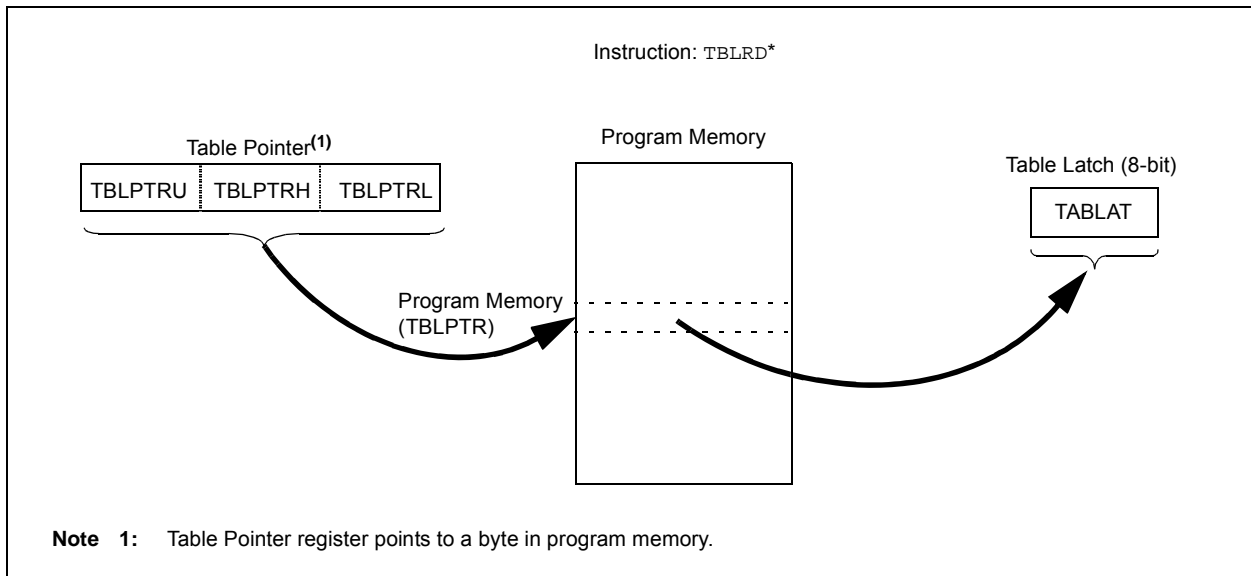 Instruction: TBLRD*
Table Pointer(1)
TBLPTRU TBLPTRH TBLPTRL
Program Memory
Table Latch (8-bit)
TABLAT
Program Memory
(TBLPTR)
Note 1: Table Pointer register points to a byte in program memory.